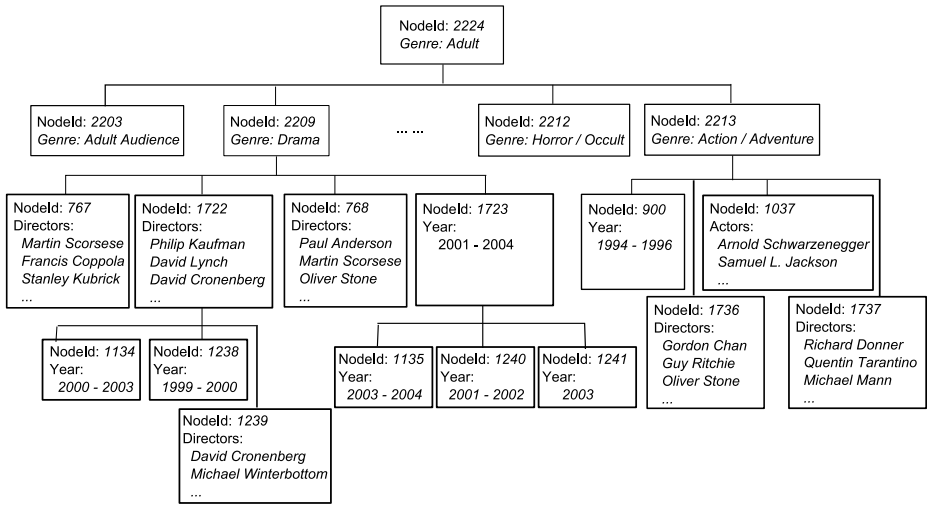 NodeId: 2224
Genre: Adult
NodeId: 2203
Genre: Adult Audience
NodeId: 2209
Genre: Drama
... ...
NodeId: 2212
Genre: Horror / Occult
NodeId: 2213
Genre: Action / Adventure
NodeId: 767
Directors:
Martin Scorsese
Francis Coppola
Stanley Kubrick
...
NodeId: 1722
Directors:
Philip Kaufman
David Lynch
David Cronenberg
...
NodeId: 768
Directors:
Paul Anderson
Martin Scorsese
Oliver Stone
...
NodeId: 1723
Year:
2001 - 2004
NodeId: 900
Year:
1994 - 1996
NodeId: 1037
Actors:
Arnold Schwarzenegger
Samuel L. Jackson
...
NodeId: 1736
Directors:
Gordon Chan
Guy Ritchie
Oliver Stone
...
NodeId: 1737
Directors:
Richard Donner
Quentin Tarantino
Michael Mann
...
NodeId: 1134
Year:
2000 - 2003
NodeId: 1238
Year:
1999 - 2000
NodeId: 1135
Year:
2003 - 2004
NodeId: 1240
Year:
2001 - 2002
NodeId: 1241
Year:
2003
NodeId: 1239
Directors:
David Cronenberg
Michael Winterbottom
...